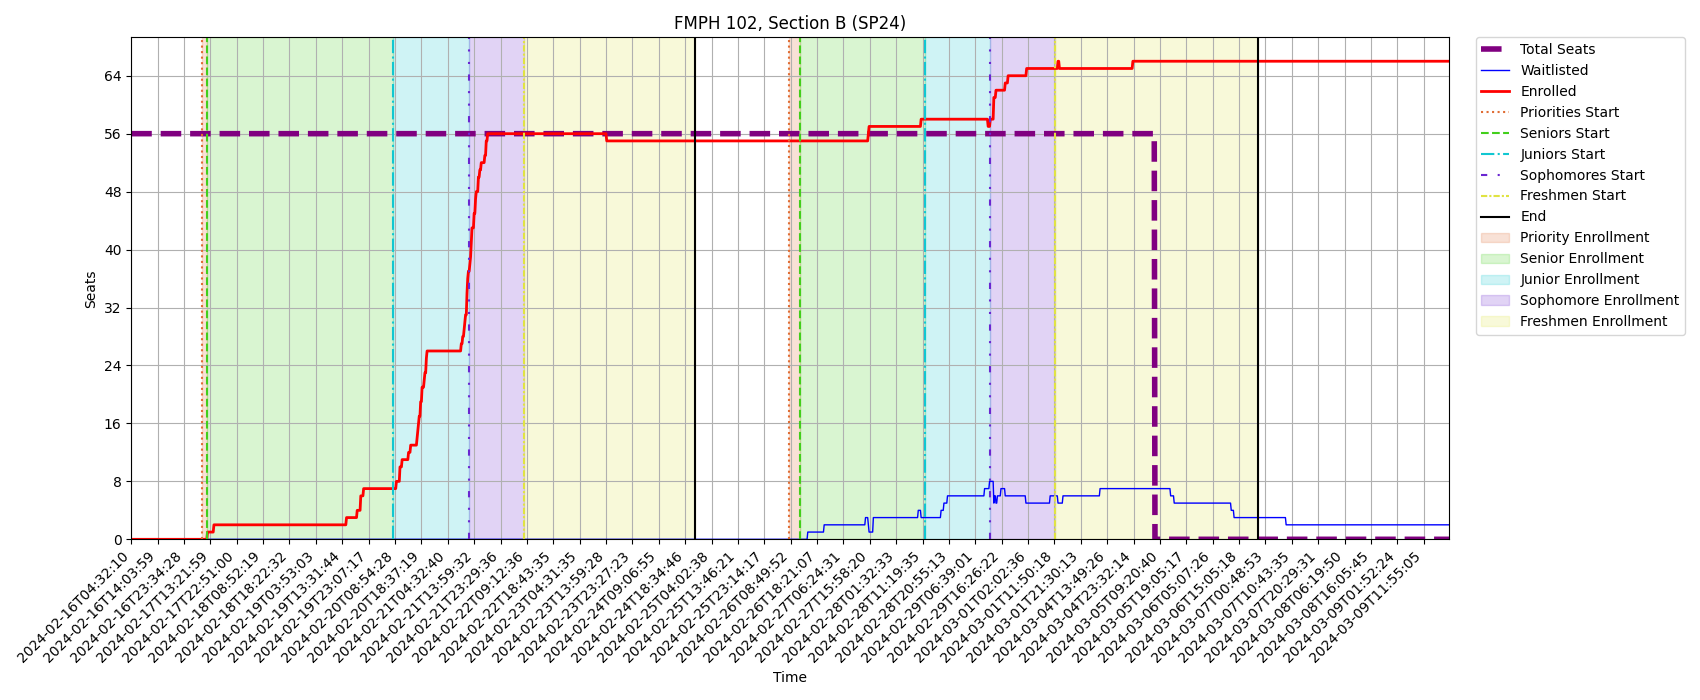 FMPH 102, Section B (SP24)
Total Seats
Waitlisted
Enrolled
Priorities Start
Seniors Start
Juniors Start
Sophomores Start
Freshmen Start
End
Priority Enrollment
Senior Enrollment
Junior Enrollment
Sophomore Enrollment
Freshmen Enrollment
Seats
64
56
48
40
32
24
16
8
0
2024-02-16T04:32:10
2024-02-16T14:03:59
2024-02-16T23:34:28
2024-02-17T13:21:59
2024-02-17T22:51:00
2024-02-18T08:52:19
2024-02-18T18:22:32
2024-02-19T03:53:03
2024-02-19T13:31:44
2024-02-19T23:07:17
2024-02-20T08:54:28
2024-02-20T18:37:19
2024-02-21T04:32:40
2024-02-21T13:59:32
2024-02-21T23:29:36
2024-02-22T09:12:36
2024-02-22T18:43:35
2024-02-23T04:31:35
2024-02-23T13:59:28
2024-02-23T23:27:23
2024-02-24T09:06:55
2024-02-24T18:34:46
2024-02-25T04:02:38
2024-02-25T13:46:21
2024-02-25T23:14:17
2024-02-26T08:49:52
2024-02-26T18:21:07
2024-02-27T06:24:31
2024-02-27T15:58:20
2024-02-28T01:32:33
2024-02-28T11:19:35
2024-02-28T20:55:13
2024-02-29T06:39:01
2024-02-29T16:26:22
2024-03-01T02:02:36
2024-03-01T11:50:18
2024-03-01T21:30:13
2024-03-04T13:49:26
2024-03-04T23:32:14
2024-03-05T09:20:40
2024-03-05T19:05:17
2024-03-06T05:07:26
2024-03-06T15:05:18
2024-03-07T00:48:53
2024-03-07T10:43:35
2024-03-07T20:29:31
2024-03-08T06:19:50
2024-03-08T16:05:45
2024-03-09T01:52:24
2024-03-09T11:55:05
Time